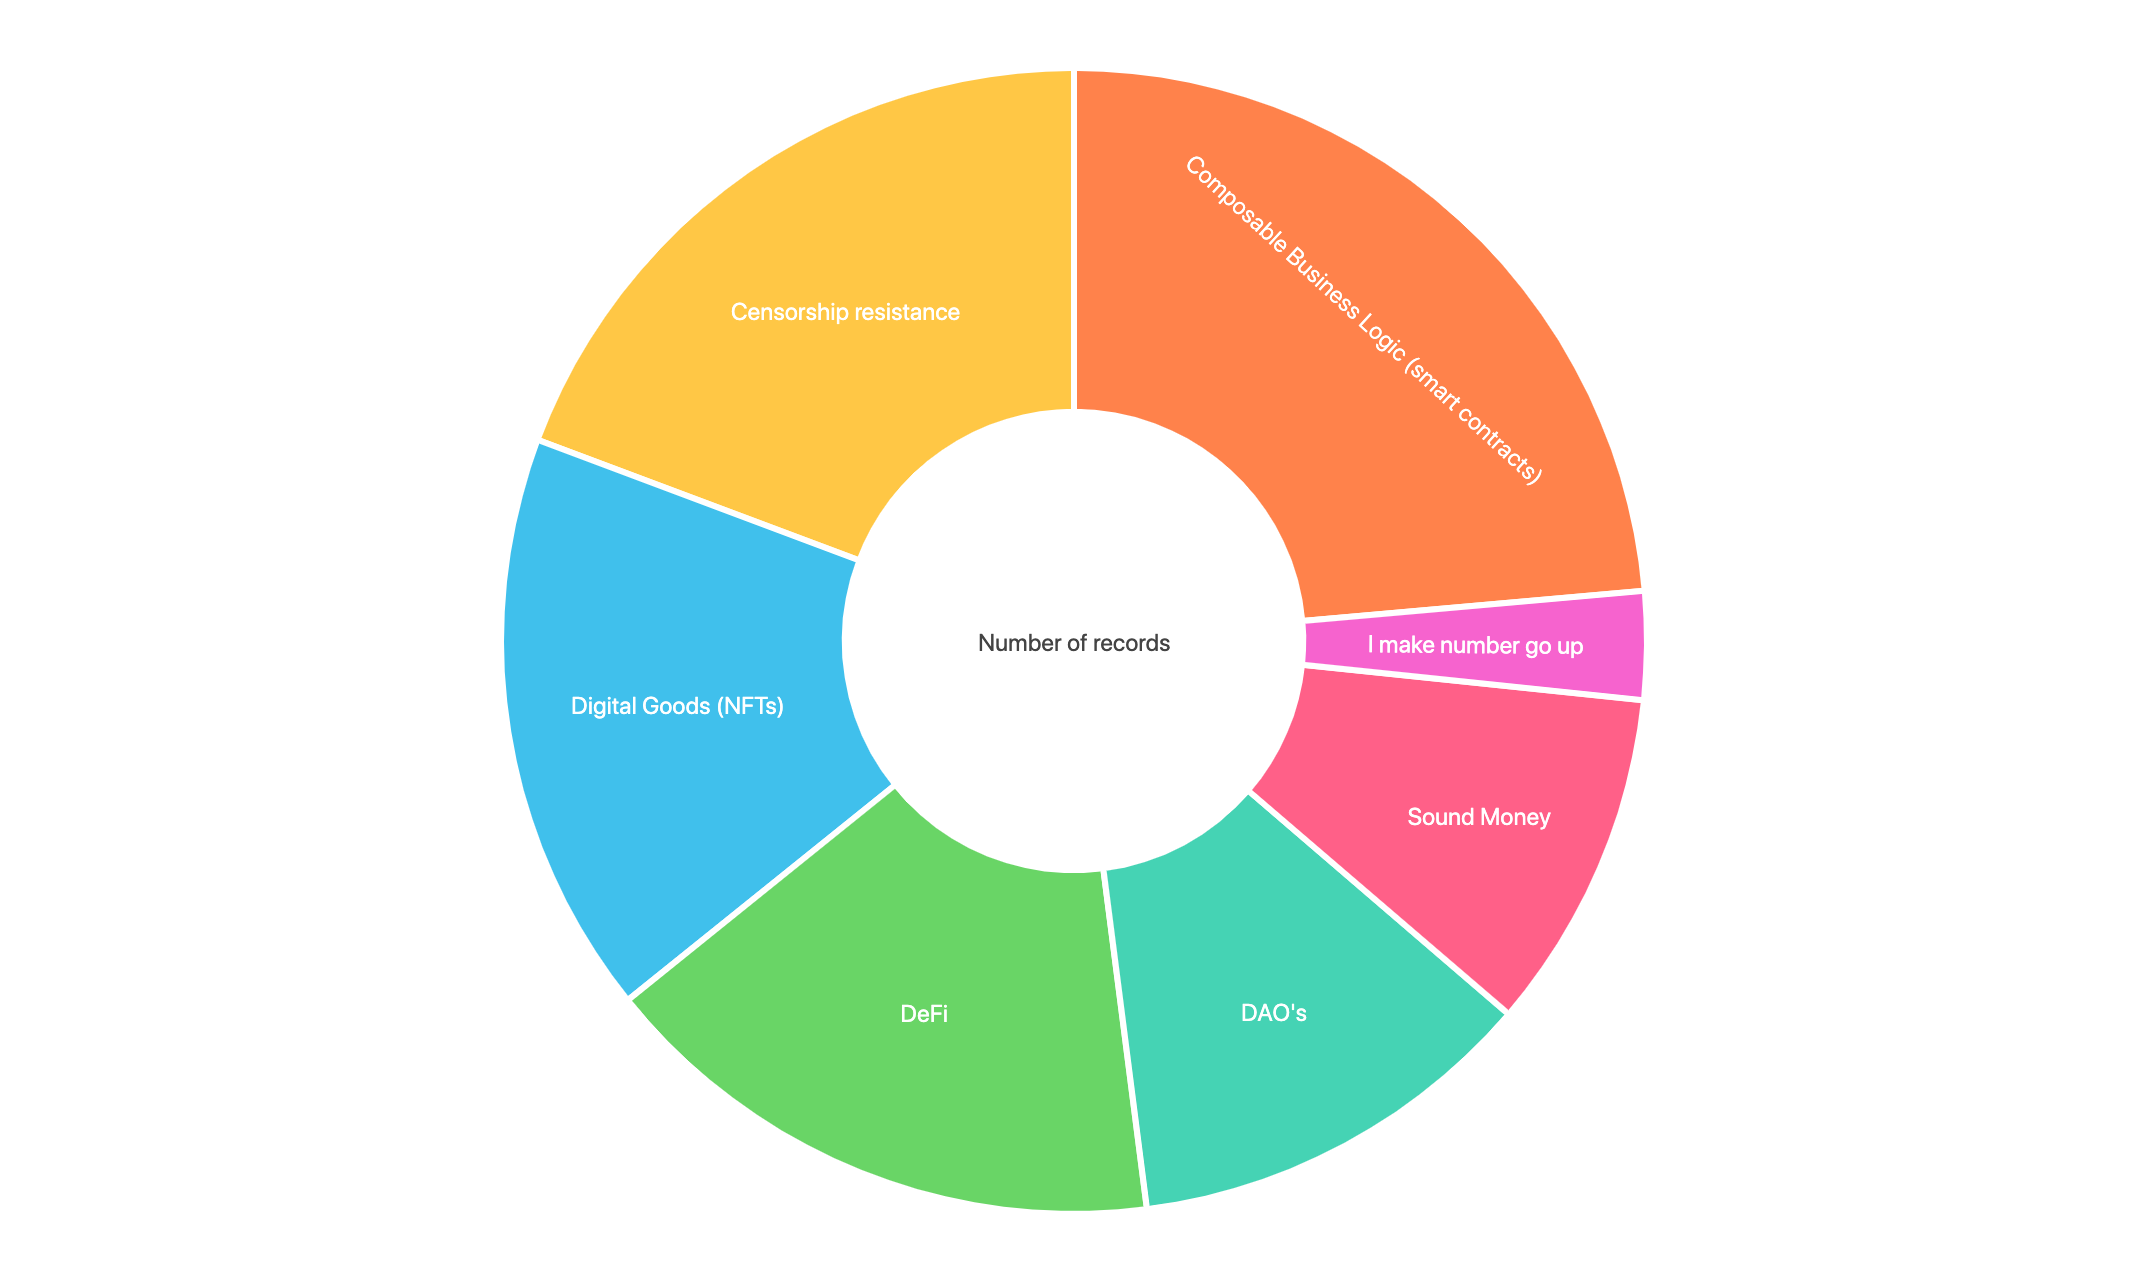 Composable Business Logic (smart contracts)
Censorship resistance
I make number go up
Number of records
Digital Goods (NFTs)
Sound Money
DeFi
DAO's